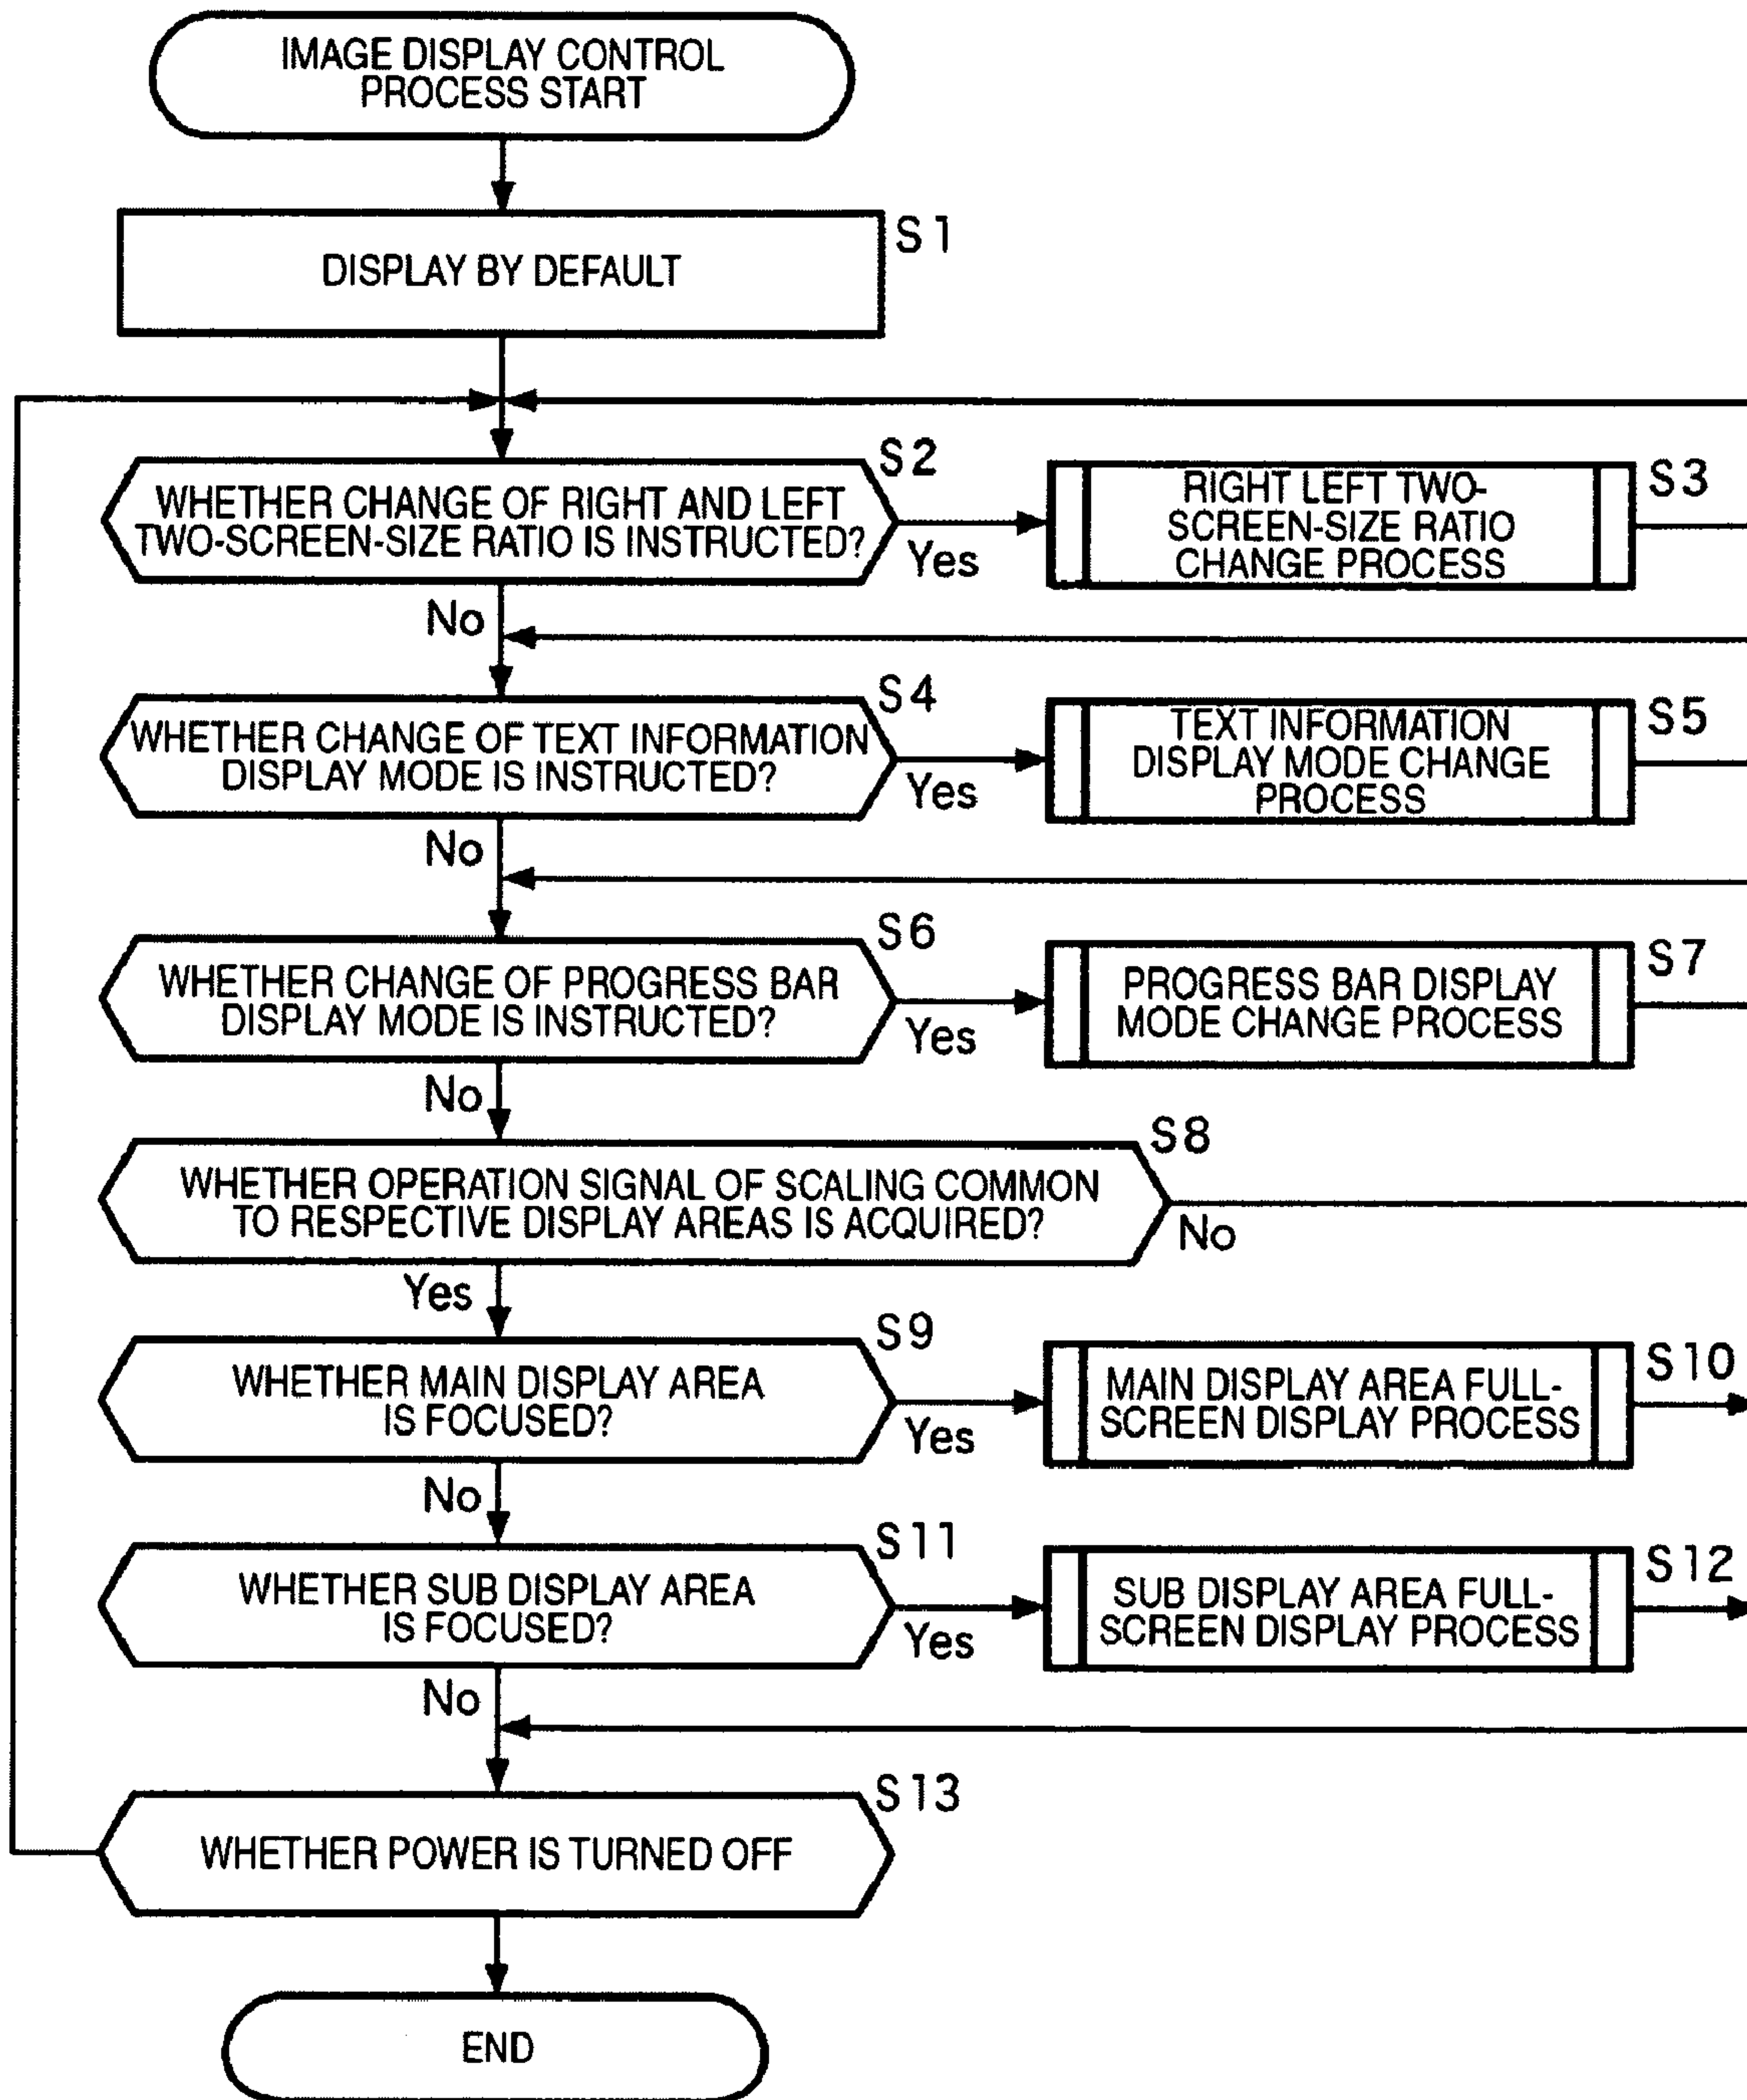 IMAGE DISPLAY CONTROL
PROCESS START
S1
DISPLAY BY DEFAULT
S2
WHETHER CHANGE OF RIGHT AND LEFT
TWO-SCREEN-SIZE RATIO IS INSTRUCTED?
Yes
No
S3
RIGHT LEFT TWO-
SCREEN-SIZE RATIO
CHANGE PROCESS
S4
WHETHER CHANGE OF TEXT INFORMATION
DISPLAY MODE IS INSTRUCTED?
Yes
No
S5
TEXT INFORMATION
DISPLAY MODE CHANGE
PROCESS
S6
WHETHER CHANGE OF PROGRESS BAR
DISPLAY MODE IS INSTRUCTED?
Yes
No
S7
PROGRESS BAR DISPLAY
MODE CHANGE PROCESS
S8
WHETHER OPERATION SIGNAL OF SCALING COMMON
TO RESPECTIVE DISPLAY AREAS IS ACQUIRED?
No
Yes
S9
WHETHER MAIN DISPLAY AREA
IS FOCUSED?
Yes
No
S10
MAIN DISPLAY AREA FULL-
SCREEN DISPLAY PROCESS
S11
WHETHER SUB DISPLAY AREA
IS FOCUSED?
Yes
No
S12
SUB DISPLAY AREA FULL-
SCREEN DISPLAY PROCESS
S13
WHETHER POWER IS TURNED OFF
END